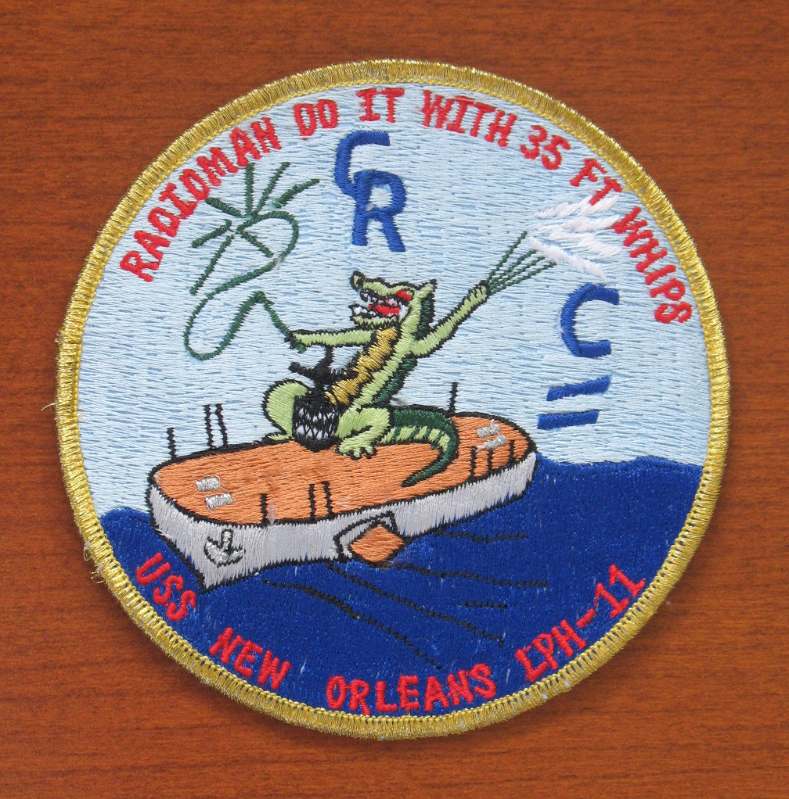 RADIOMAN DO IT WITH 35 FT WHIPS
CR
C
USS NEW ORLEANS LPH-11